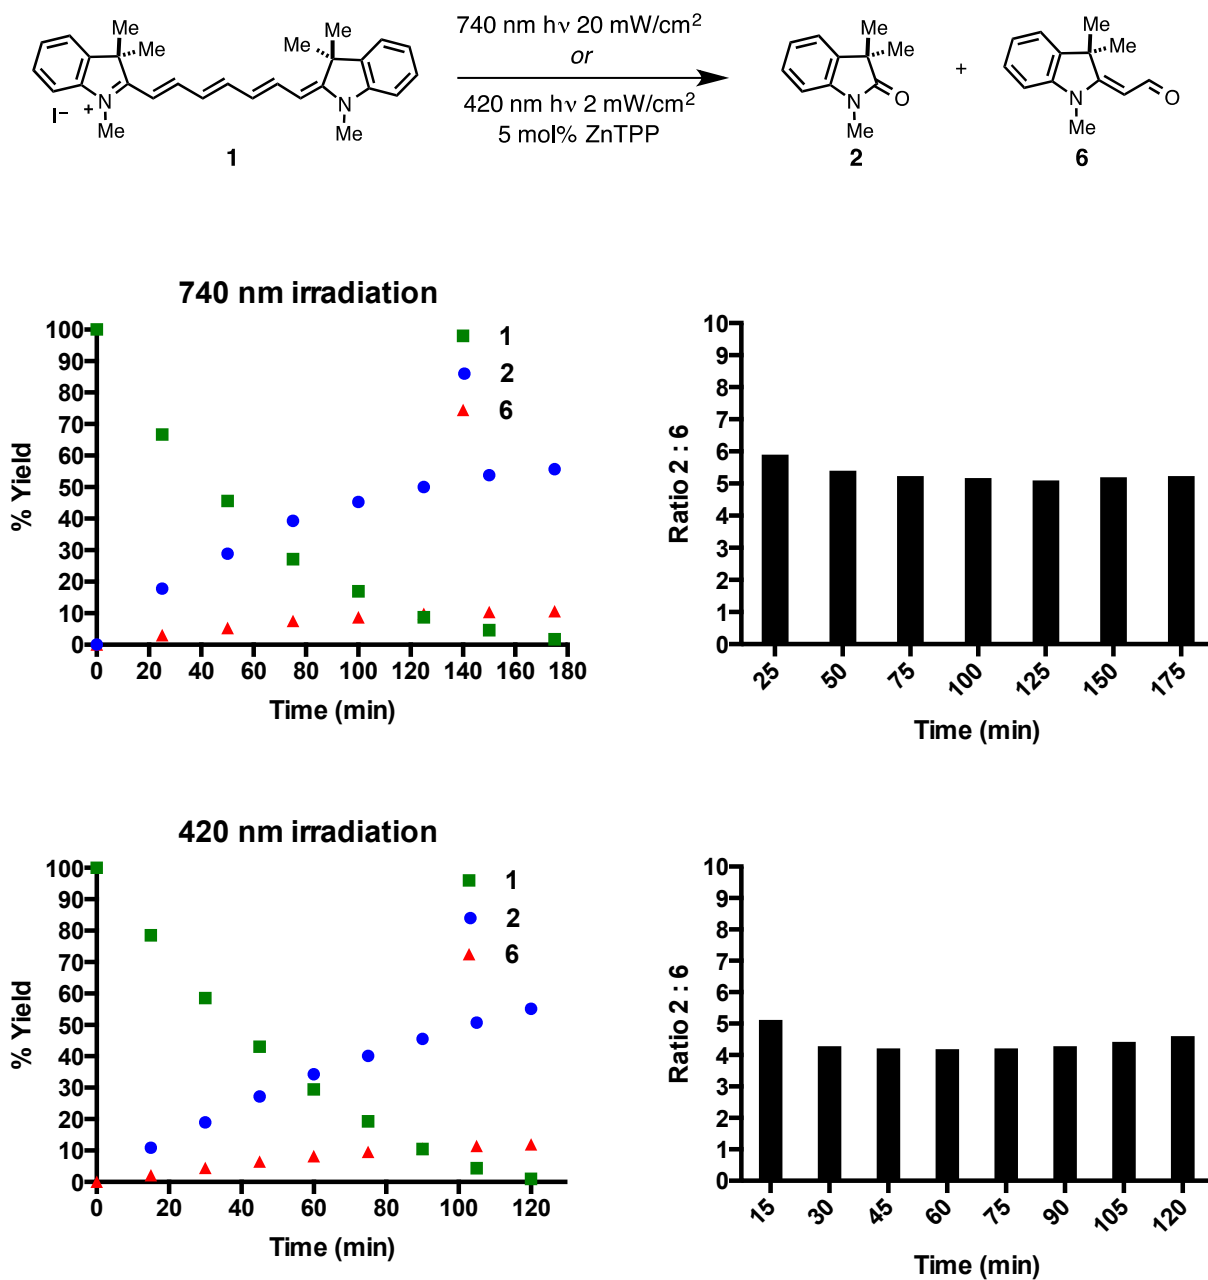 Me
Me
N
+
I−
Me
N
Me
1
740 nm hν 20 mW/cm²
or
420 nm hν 2 mW/cm²
5 mol% ZnTPP
Me
Me
N
O
Me
2
+
Me
Me
N
O
Me
6
740 nm irradiation
1
2
6
% Yield
100
90
80
70
60
50
40
30
20
10
0
0 20 40 60 80 100 120 140 160 180
Time (min)
Ratio 2 : 6
10
9
8
7
6
5
4
3
2
1
0
25 50 75 100 125 150 175
Time (min)
420 nm irradiation
1
2
6
% Yield
100
90
80
70
60
50
40
30
20
10
0
0 20 40 60 80 100 120
Time (min)
Ratio 2 : 6
10
9
8
7
6
5
4
3
2
1
0
15 30 45 60 75 90 105 120
Time (min)